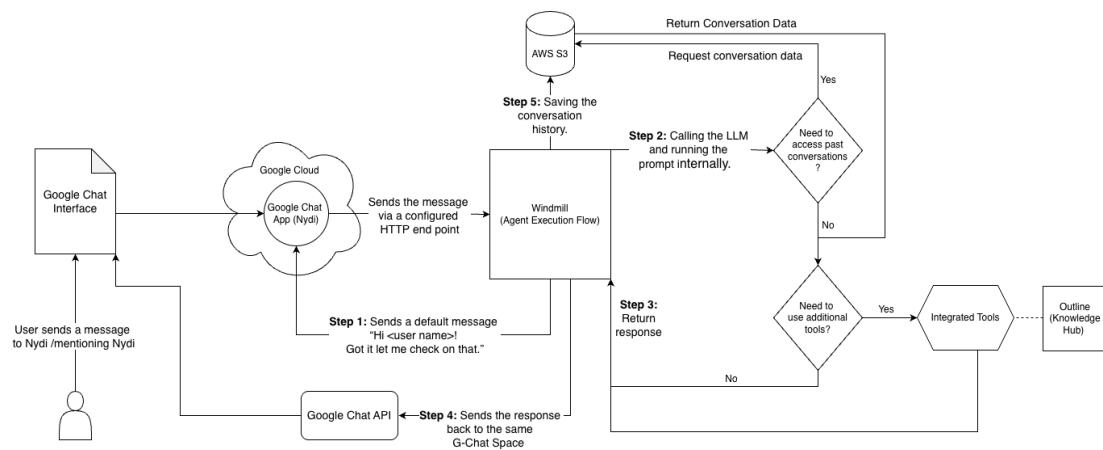 Return Conversation Data
AWS S3
Request conversation data
Yes
Step 5: Saving the
conversation
history.
Step 2: Calling the LLM
and running the
prompt internally.
Need to
access past
conversations
?
Google Cloud
Google Chat
Interface
Google Chat
App (Nydi)
Sends the message
via a configured
HTTP end point
Windmill
(Agent Execution Flow)
No
Step 1: Sends a default message
“Hi <user name>!
Got it let me check on that.”
Step 3:
Return
response
Need to
use additional
tools?
Yes
Integrated Tools
Outline
(Knowledge
Hub)
User sends a message
to Nydi /mentioning Nydi
No
Google Chat API
Step 4: Sends the response
back to the same
G-Chat Space